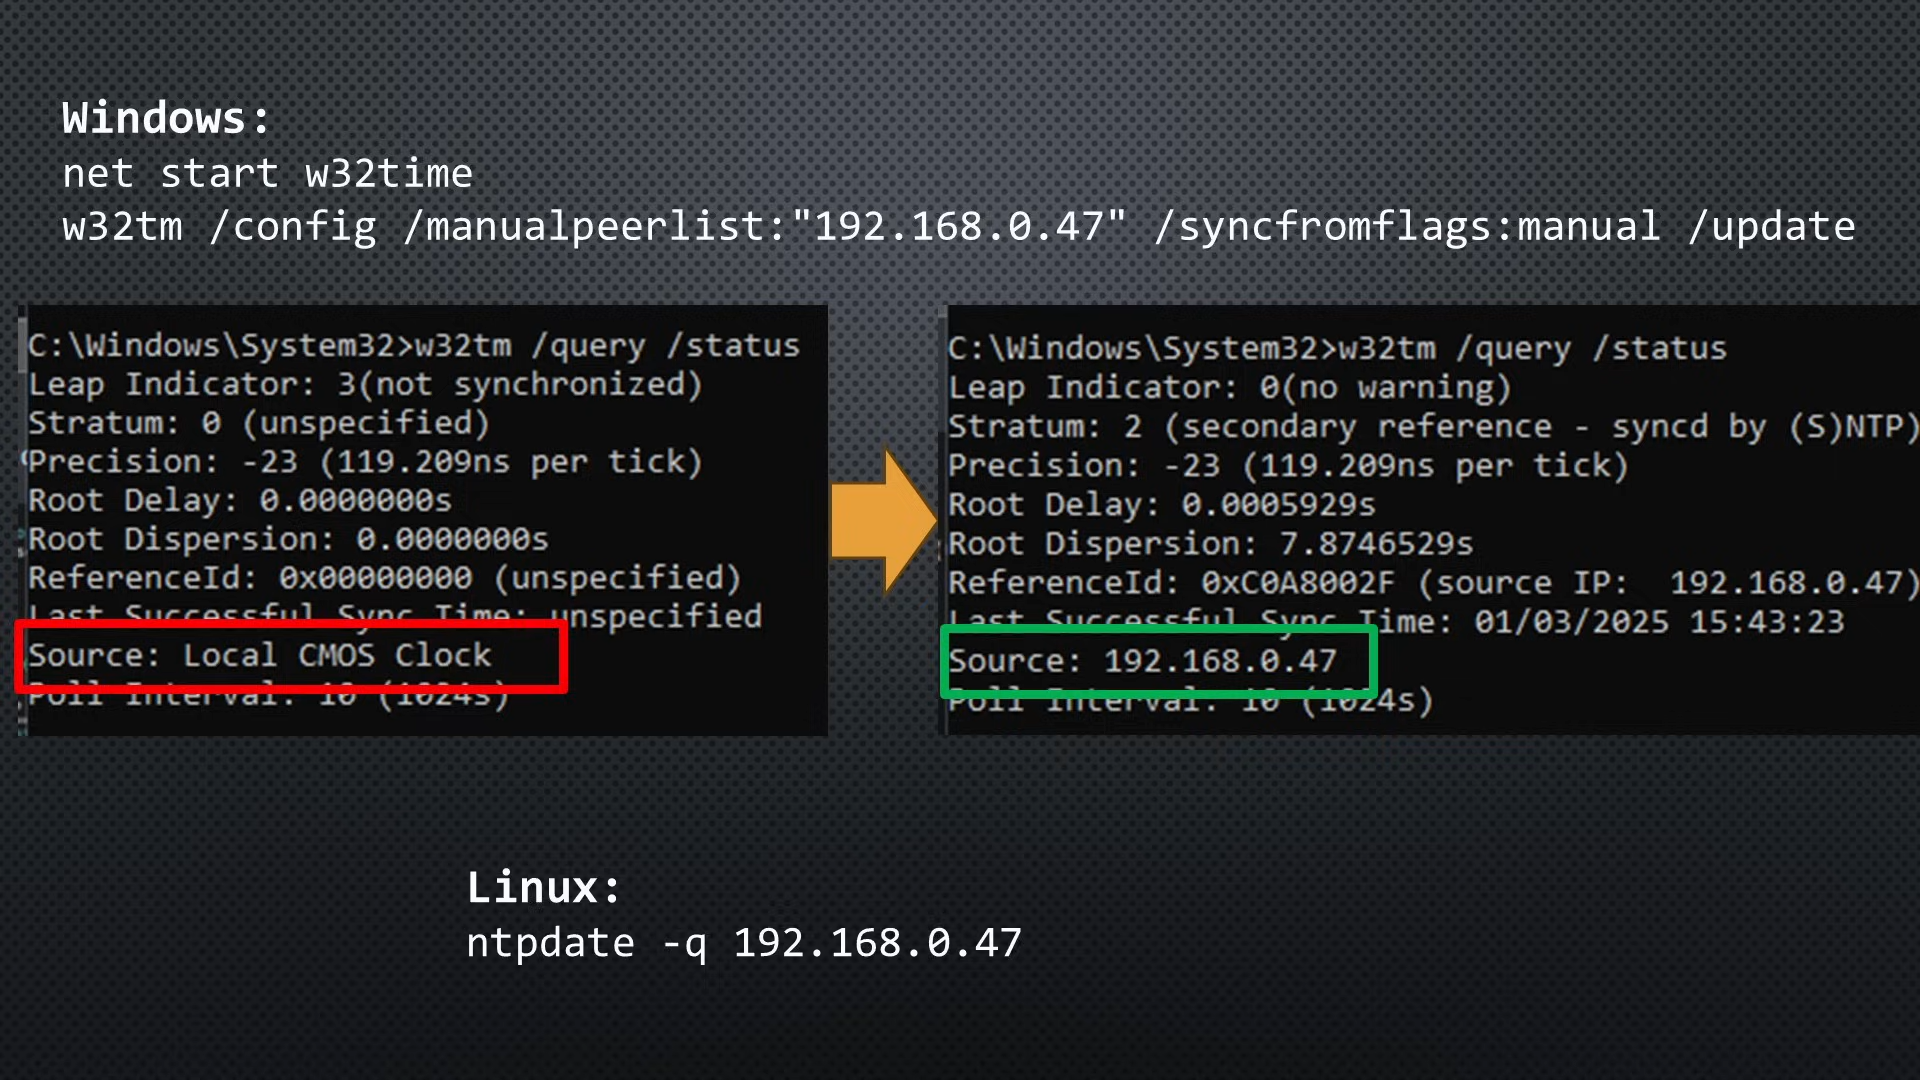 Windows:
net start w32time
w32tm /config /manualpeerlist:"192.168.0.47" /syncfromflags:manual /update
C:\Windows\System32>w32tm /query /status
Leap Indicator: 3(not synchronized)
Stratum: 0 (unspecified)
Precision: -23 (119.209ns per tick)
Root Delay: 0.0000000s
Root Dispersion: 0.0000000s
ReferenceId: 0x00000000 (unspecified)
Last Successful Sync Time: unspecified
Source: Local CMOS Clock
Poll Interval: 10 (1024s)
C:\Windows\System32>w32tm /query /status
Leap Indicator: 0(no warning)
Stratum: 2 (secondary reference - syncd by (S)NTP)
Precision: -23 (119.209ns per tick)
Root Delay: 0.0005929s
Root Dispersion: 7.8746529s
ReferenceId: 0xC0A8002F (source IP:  192.168.0.47)
Last Successful Sync Time: 01/03/2025 15:43:23
Source: 192.168.0.47
Poll Interval: 10 (1024s)
Linux:
ntpdate -q 192.168.0.47